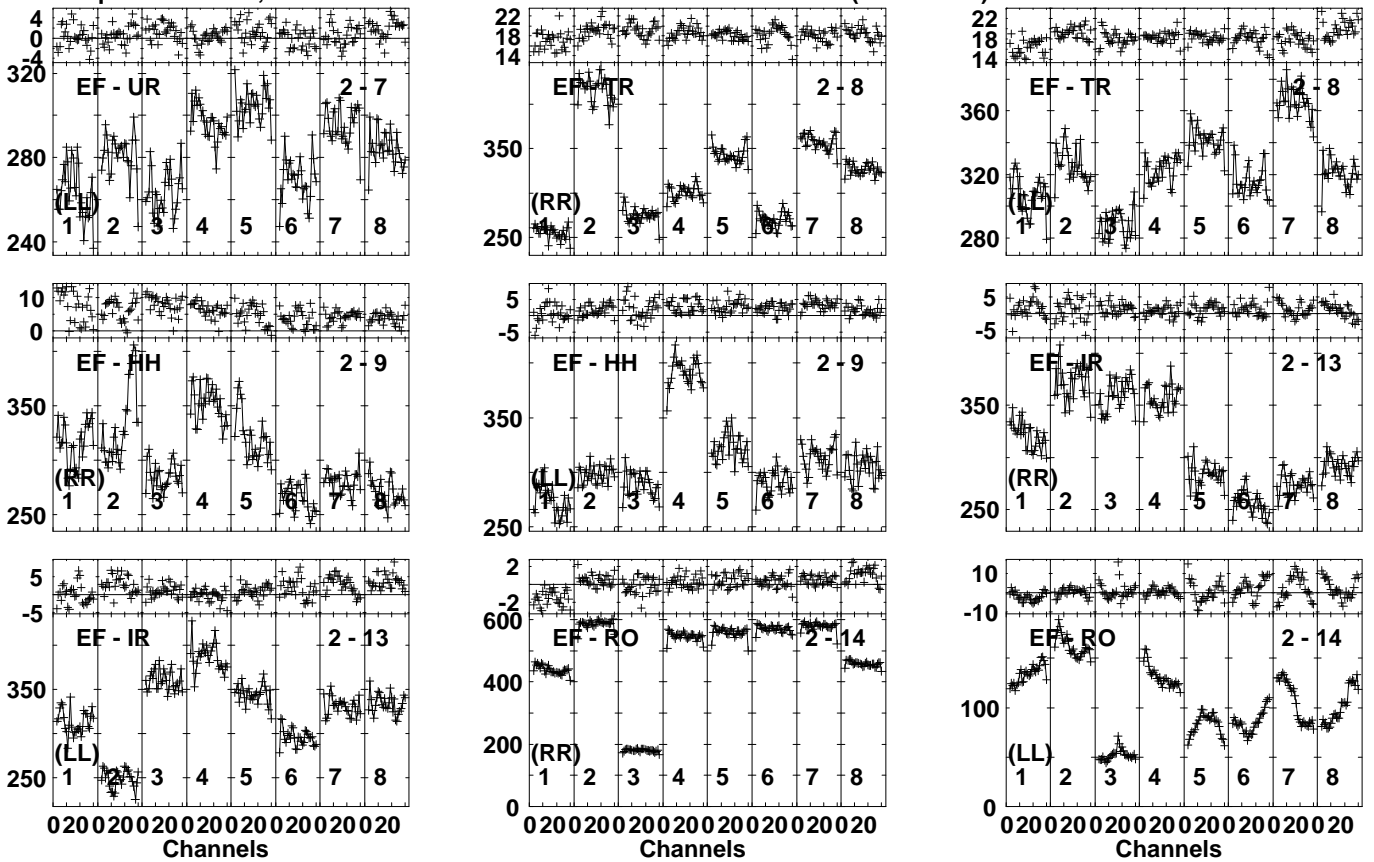 4
0
-4
320
280
240
EF - UR
2 - 7
(LL)
1 2 3 4 5 6 7 8
22
18
14
350
250
EF - TR
2 - 8
(RR)
1 2 3 4 5 6 7 8
22
18
14
360
320
280
EF - TR
2 - 8
(LL)
1 2 3 4 5 6 7 8
10
0
350
250
EF - HH
2 - 9
(RR)
1 2 3 4 5 6 7 8
5
-5
350
250
EF - HH
2 - 9
(LL)
1 2 3 4 5 6 7 8
5
-5
350
250
EF - IR
2 - 13
(RR)
1 2 3 4 5 6 7 8
5
-5
350
250
EF - IR
2 - 13
(LL)
1 2 3 4 5 6 7 8
0 20 0 20 0 20 0 20 0 20 0 20 0 20 0 20
Channels
2
-2
600
400
200
0
EF - RO
2 - 14
(RR)
1 2 3 4 5 6 7 8
0 20 0 20 0 20 0 20 0 20 0 20 0 20 0 20
Channels
10
-10
100
0
EF - RO
2 - 14
(LL)
1 2 3 4 5 6 7 8
0 20 0 20 0 20 0 20 0 20 0 20 0 20 0 20
Channels